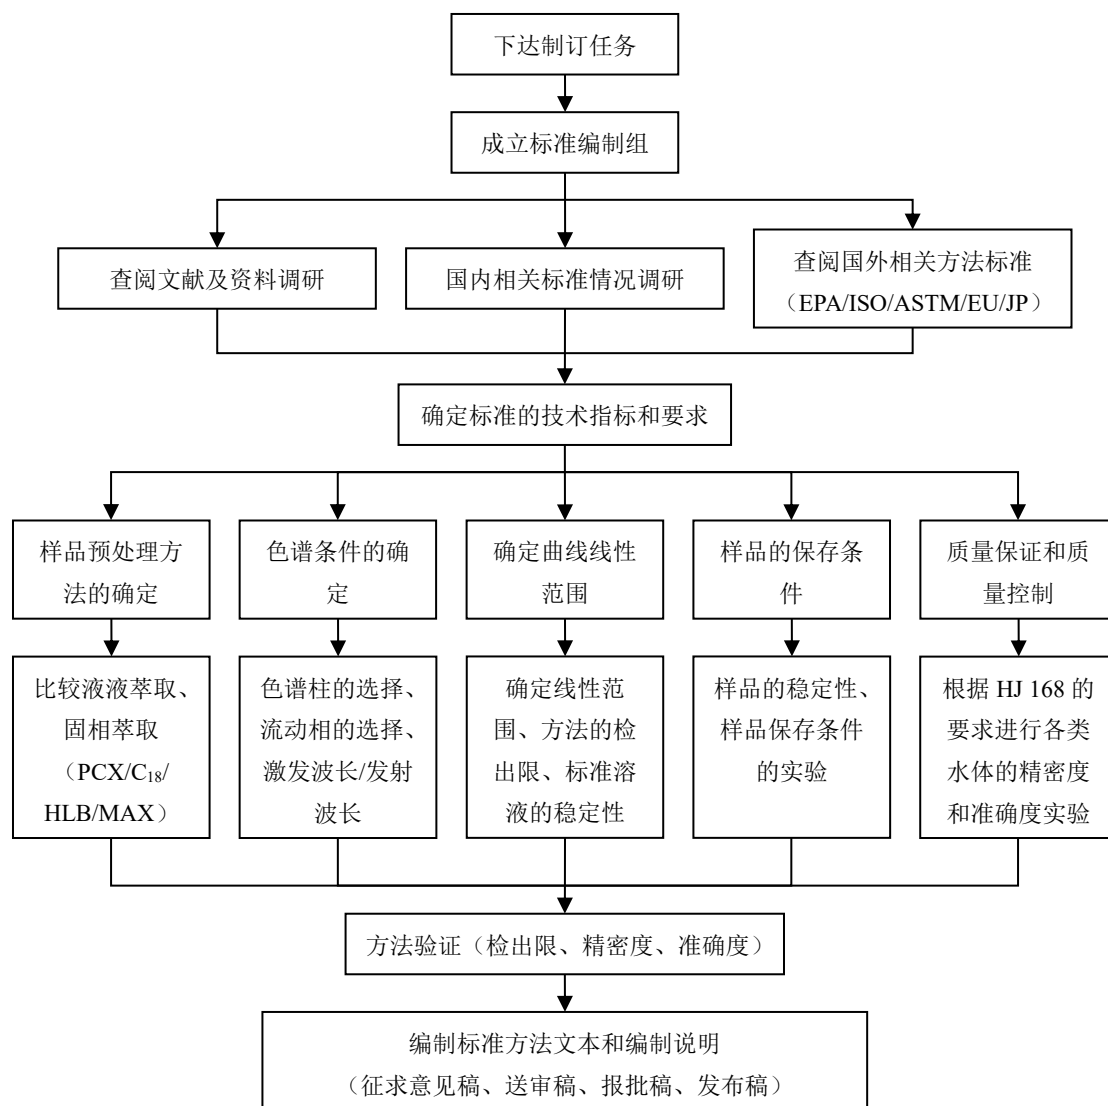 下达制订任务
成立标准编制组
查阅文献及资料调研
国内相关标准情况调研
查阅国外相关方法标准
（EPA/ISO/ASTM/EU/JP）
确定标准的技术指标和要求
样品预处理方
法的确定
色谱条件的确
定
确定曲线线性
范围
样品的保存条
件
质量保证和质
量控制
比较液液萃取、
固相萃取
（PCX/C₁₈/
HLB/MAX）
色谱柱的选择、
流动相的选择、
激发波长/发射
波长
确定线性范
围、方法的检
出限、标准溶
液的稳定性
样品的稳定性、
样品保存条件
的实验
根据 HJ 168 的
要求进行各类
水体的精密度
和准确度实验
方法验证（检出限、精密度、准确度）
编制标准方法文本和编制说明
（征求意见稿、送审稿、报批稿、发布稿）